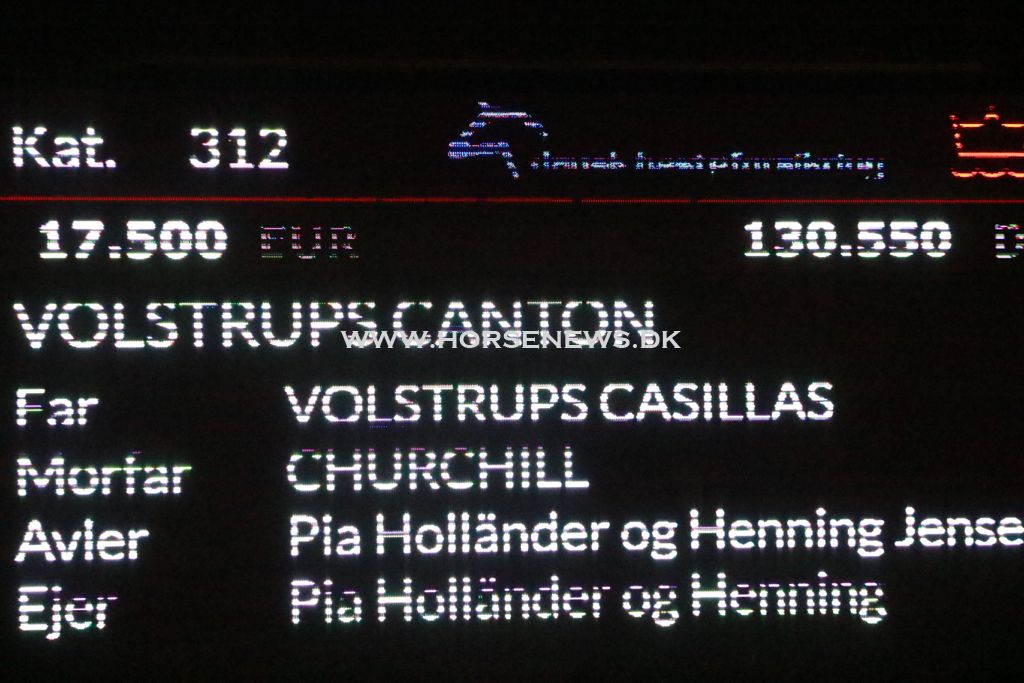 Kat. 312
17.500 EUR 130.550
VOLSTRUPS CANTON
WWW.HORSENEWS.DK
Far VOLSTRUPS CASILLAS
Morfar CHURCHILL
Avler Pia Holländer og Henning Jense
Ejer Pia Holländer og Henning